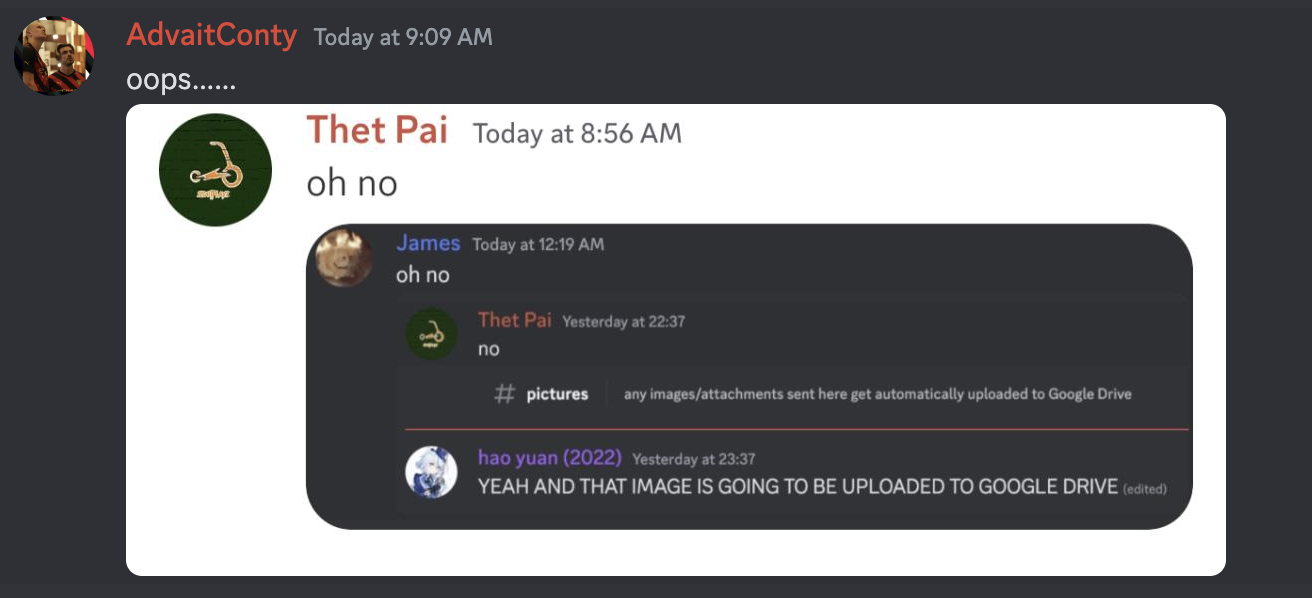 AdvaitConty Today at 9:09 AM
oops......
Thet Pai Today at 8:56 AM
oh no
James Today at 12:19 AM
oh no
Thet Pai Yesterday at 22:37
no
# pictures any images/attachments sent here get automatically uploaded to Google Drive
hao yuan (2022) Yesterday at 23:37
YEAH AND THAT IMAGE IS GOING TO BE UPLOADED TO GOOGLE DRIVE (edited)